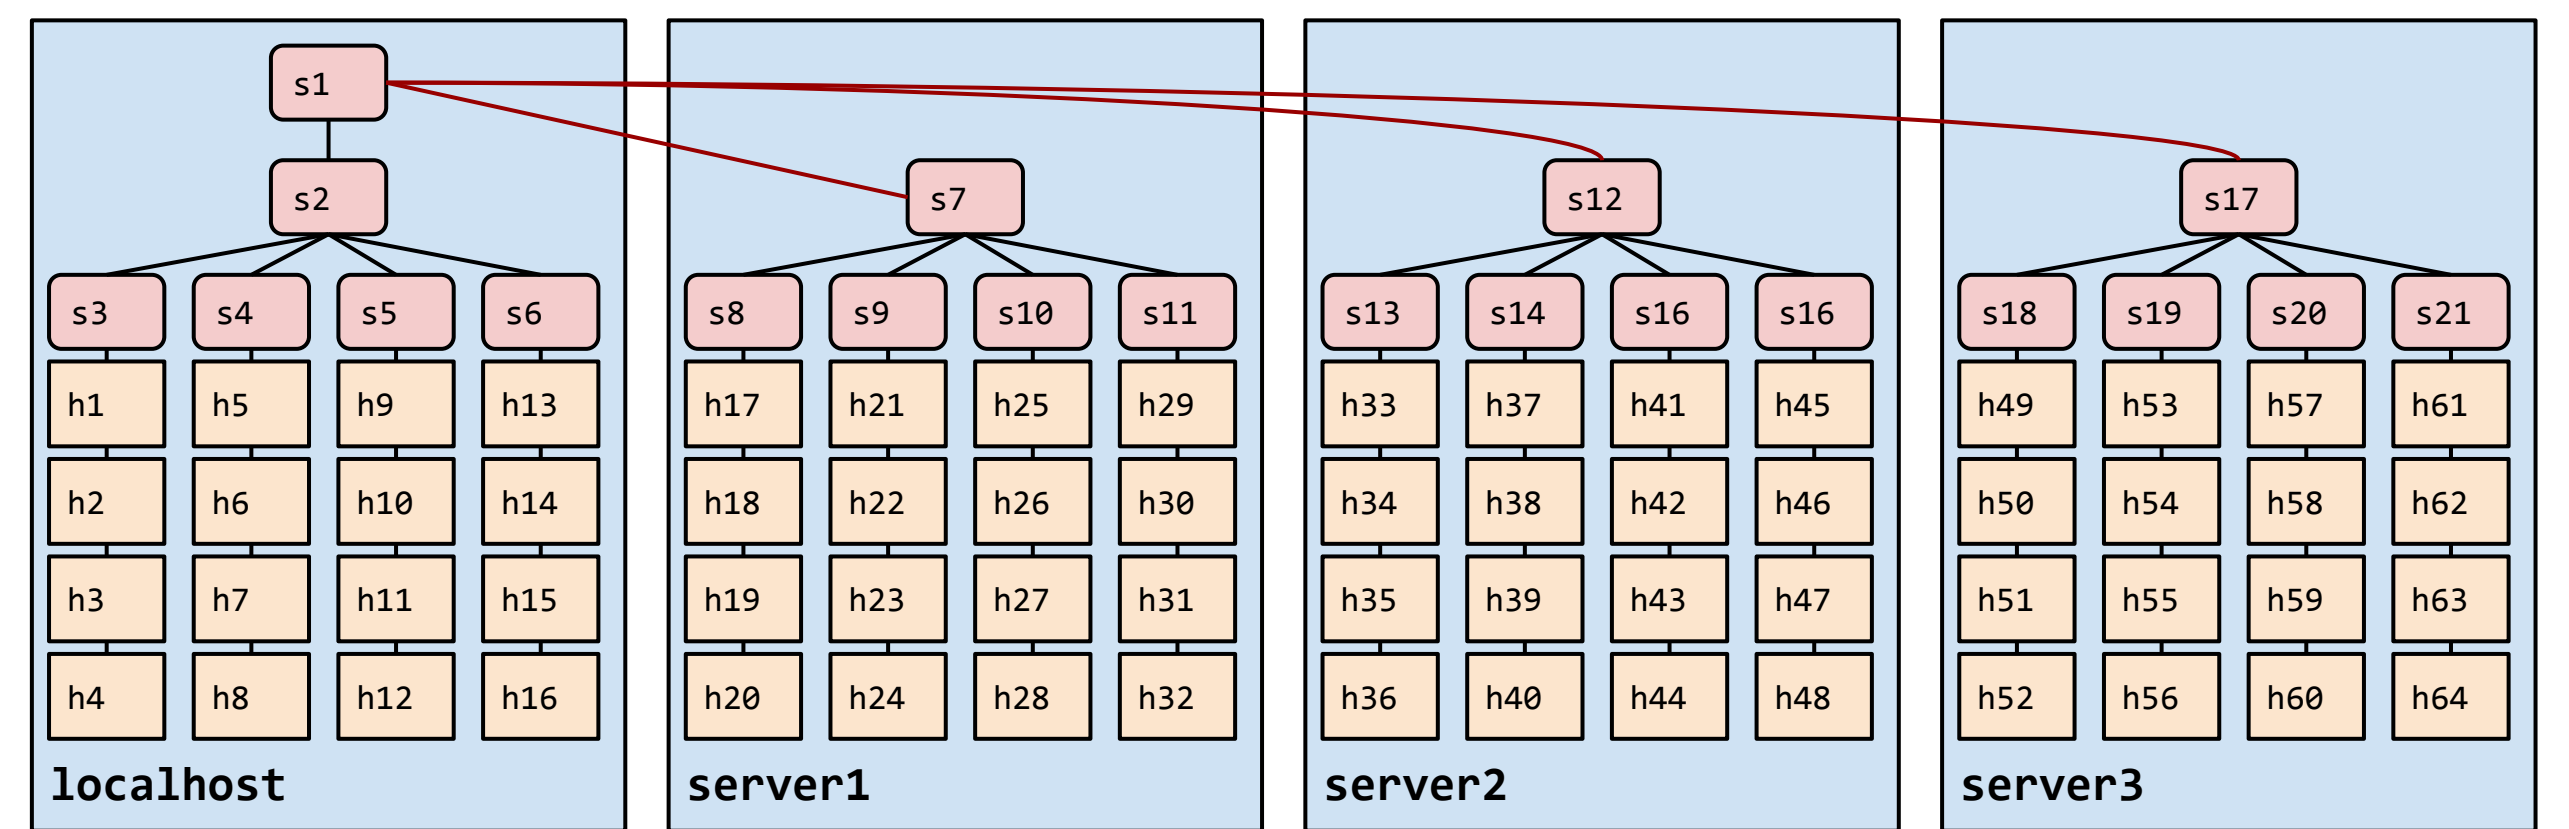 s1
s2 s7 s12 s17
s3 s4 s5 s6 s8 s9 s10 s11 s13 s14 s16 s16 s18 s19 s20 s21
h1 h5 h9 h13 h17 h21 h25 h29 h33 h37 h41 h45 h49 h53 h57 h61
h2 h6 h10 h14 h18 h22 h26 h30 h34 h38 h42 h46 h50 h54 h58 h62
h3 h7 h11 h15 h19 h23 h27 h31 h35 h39 h43 h47 h51 h55 h59 h63
h4 h8 h12 h16 h20 h24 h28 h32 h36 h40 h44 h48 h52 h56 h60 h64
localhost server1 server2 server3